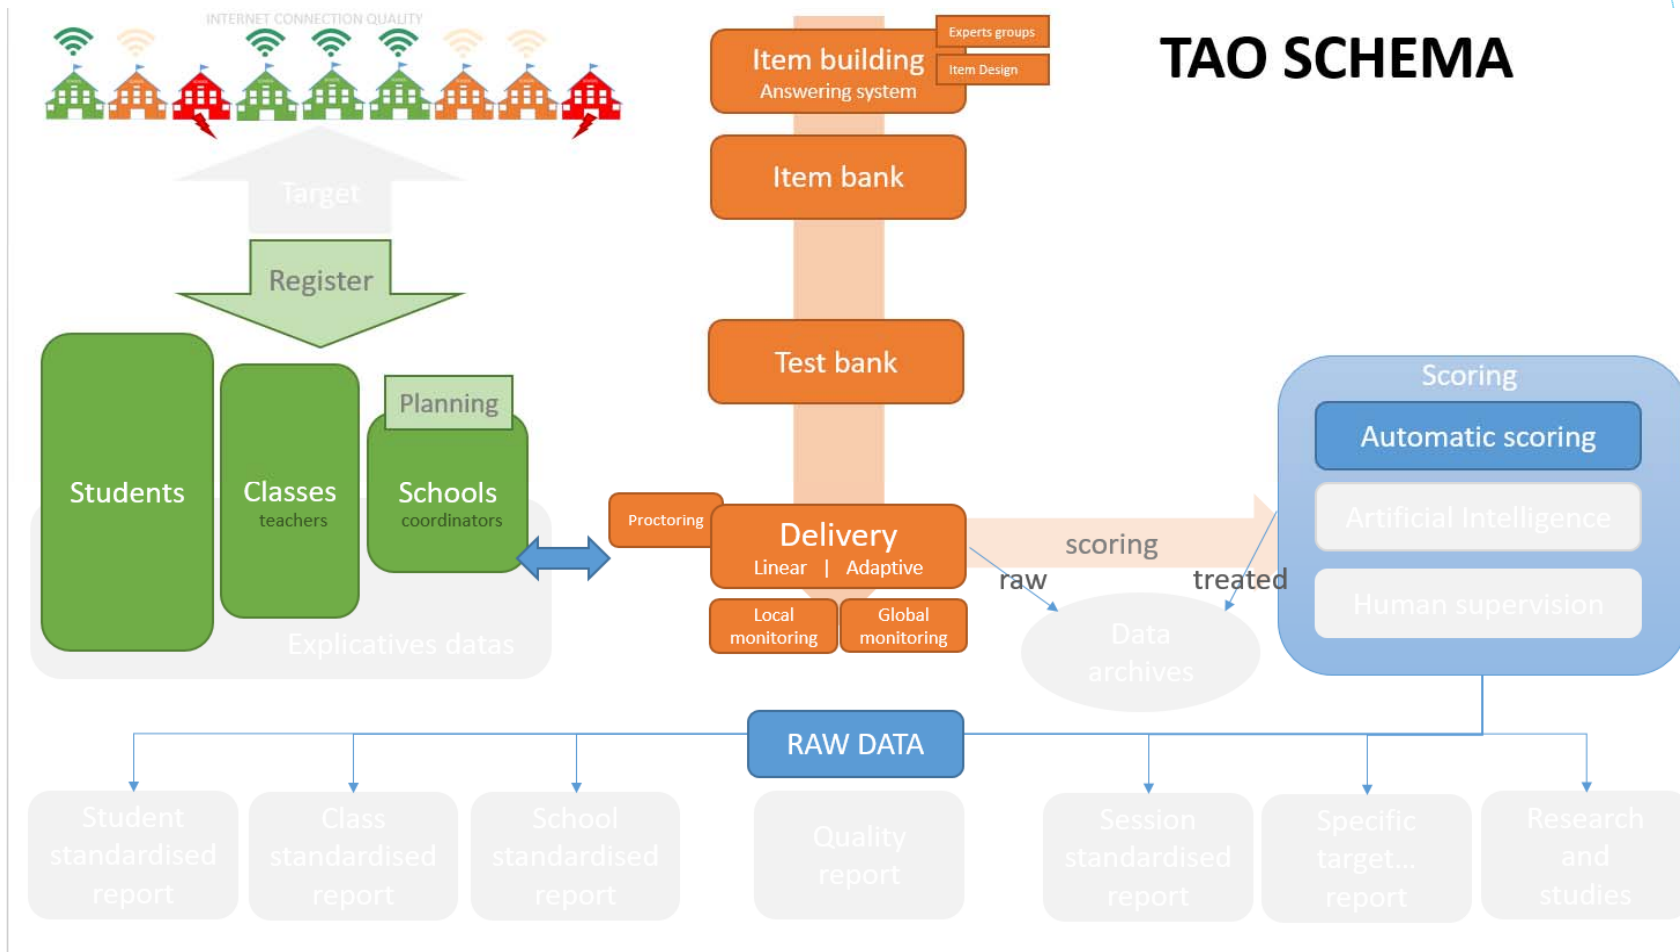 INTERNET CONNECTION QUALITY
TAO SCHEMA
Item building
Answering system
Experts groups
Item Design
Item bank
Target
Register
Test bank
Students
Classes
teachers
Planning
Schools
coordinators
Explicatives datas
Proctoring
Delivery
Linear | Adaptive
Local
monitoring
Global
monitoring
scoring
raw
treated
Data
archives
Scoring
Automatic scoring
Artificial Intelligence
Human supervision
RAW DATA
Student
standardised
report
Class
standardised
report
School
standardised
report
Quality
report
Session
standardised
report
Specific
target...
report
Research
and
studies